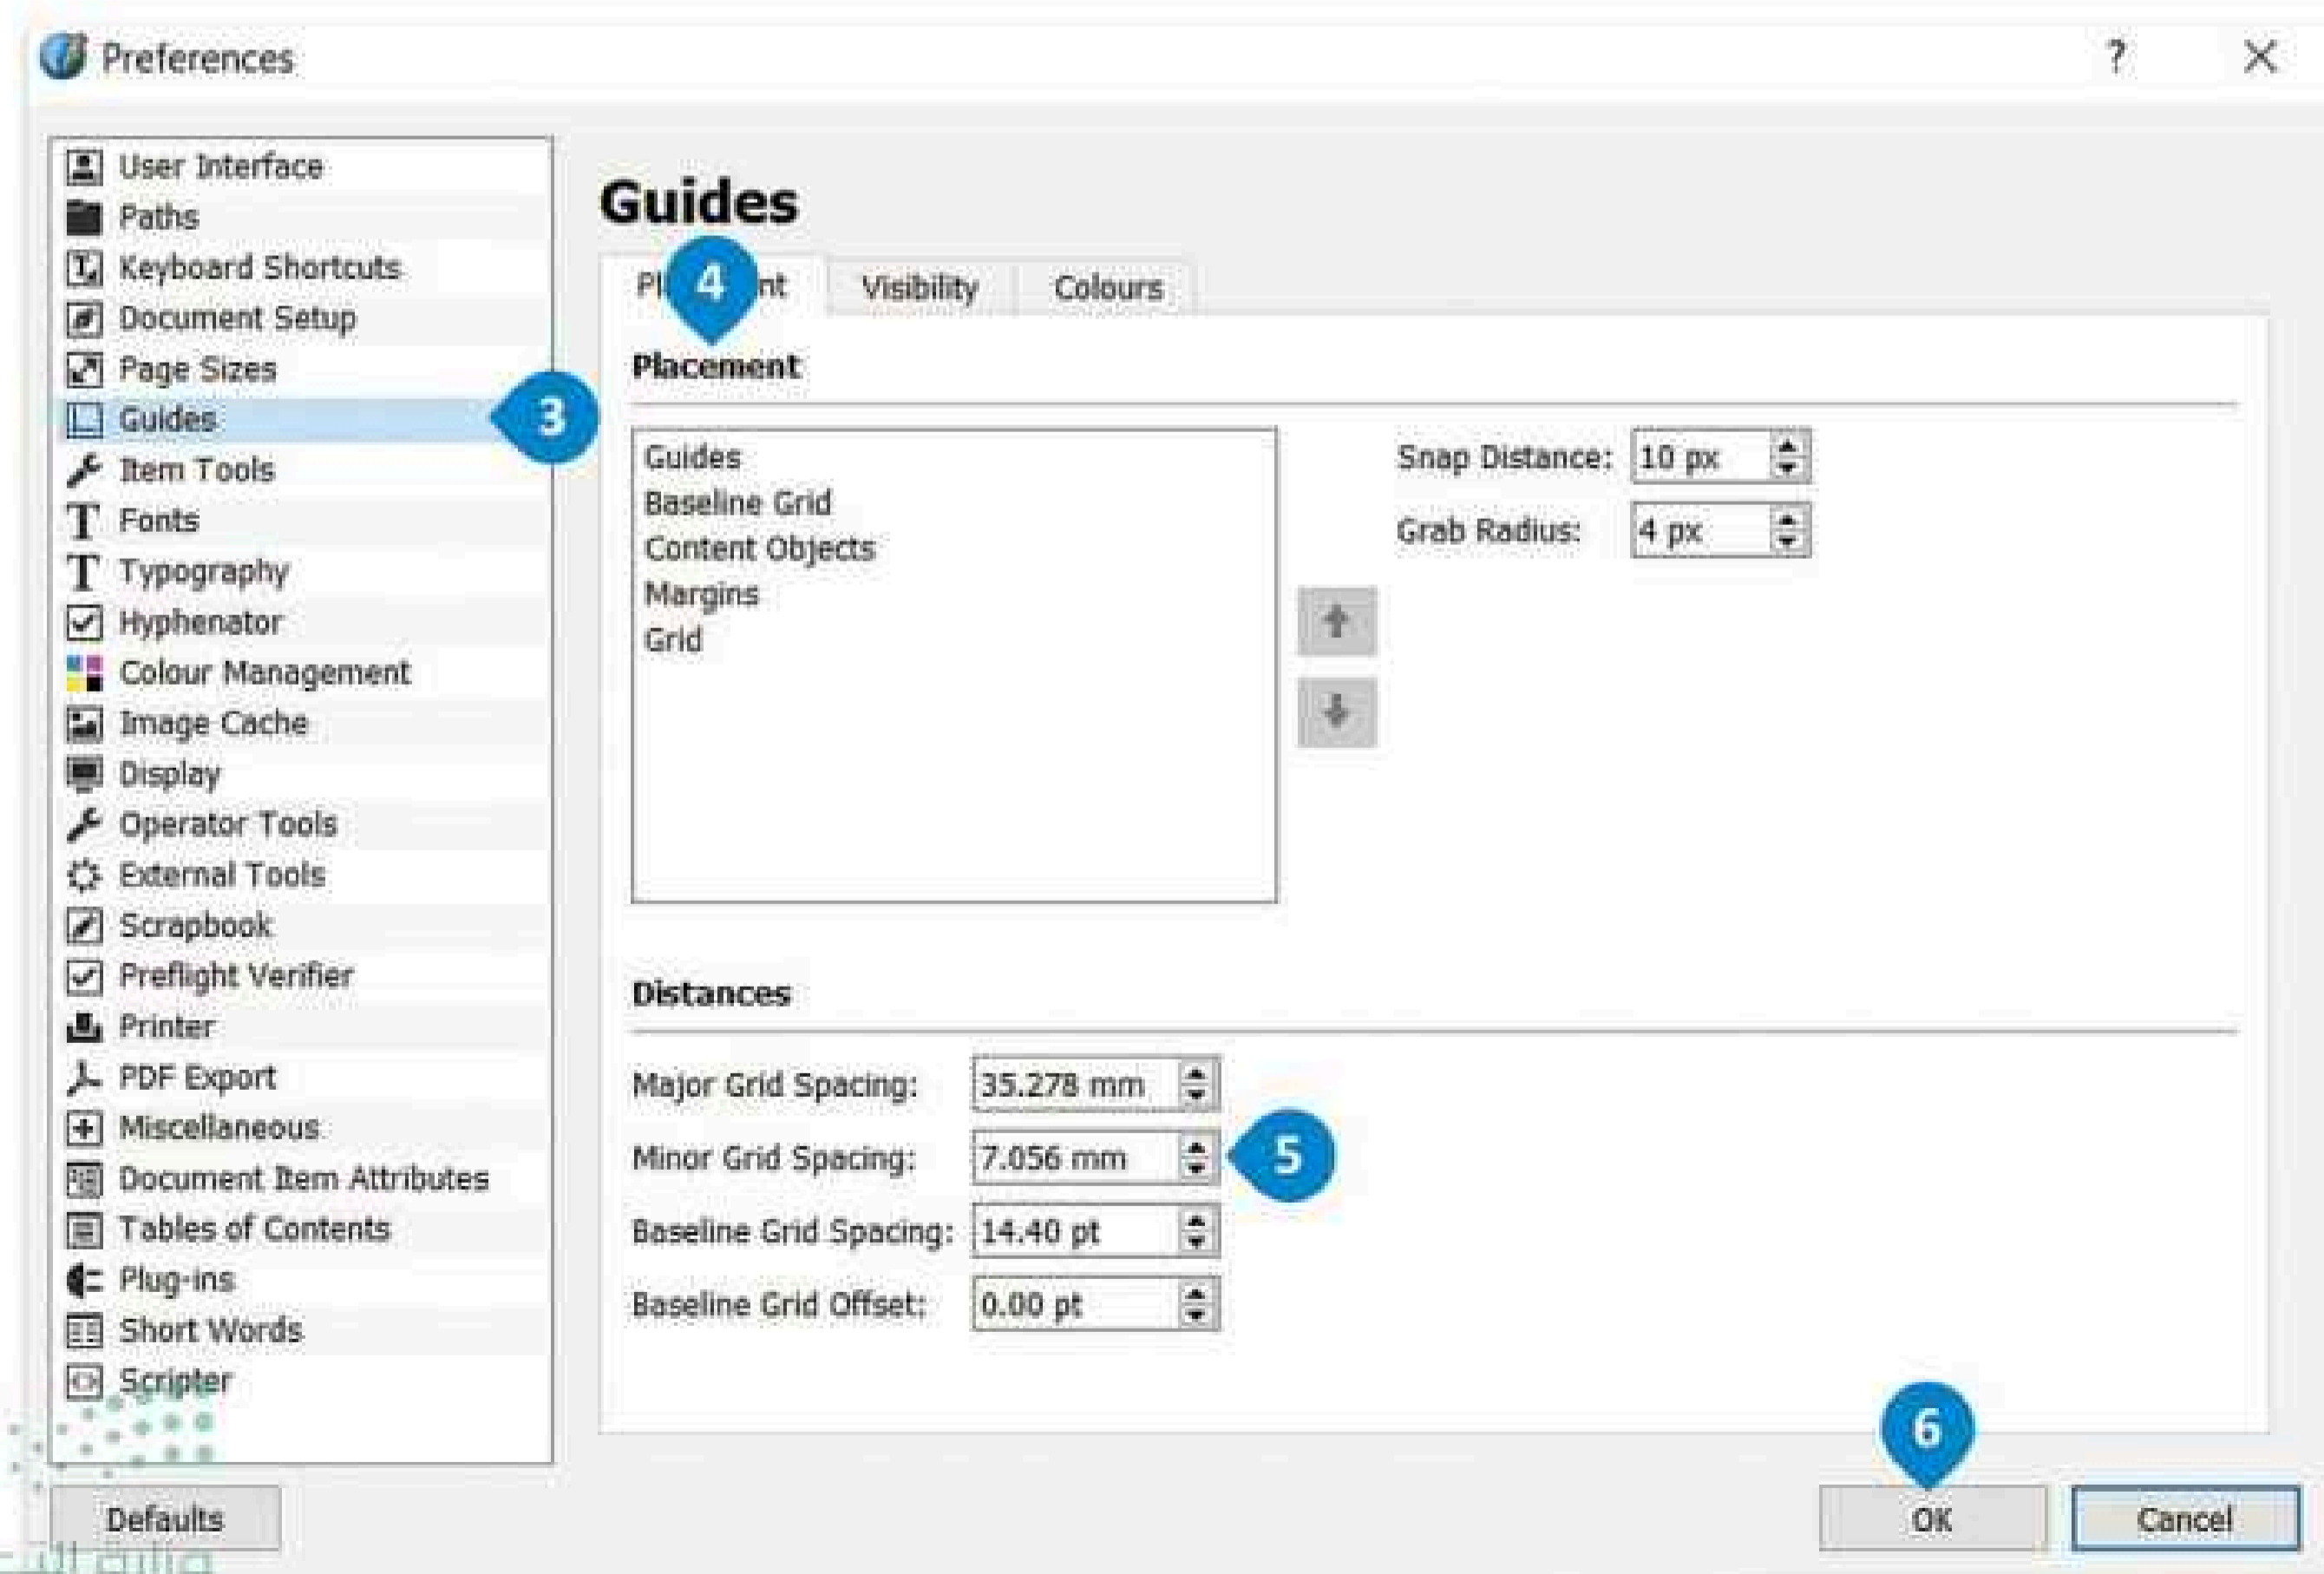 Preferences
?
User Interface
Paths
Keyboard Shortcuts
Document Setup
Page Sizes
Guides
3
Item Tools
Fonts
Typography
Hyphenator
Colour Management
Image Cache
Display
Operator Tools
External Tools
Scrapbook
Preflight Verifier
Printer
PDF Export
Miscellaneous
Document Item Attributes
Tables of Contents
Plug-ins
Short Words
Scripter
Defaults
Guides
Pl 4 nt Visibility Colours
Placement
Guides
Baseline Grid
Content Objects
Margins
Grid
Snap Distance: 10 px
Grab Radius: 4 px
Distances
Major Grid Spacing: 35.278 mm
Minor Grid Spacing: 7.056 mm 5
Baseline Grid Spacing: 14.40 pt
Baseline Grid Offset: 0.00 pt
6
OK Cancel